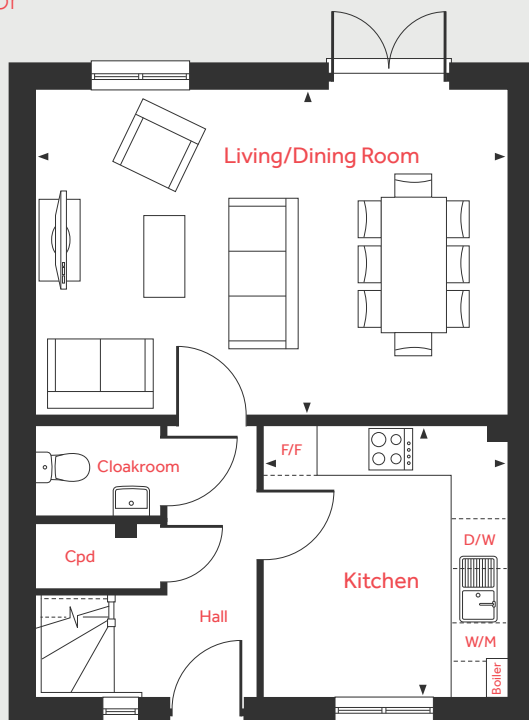 Living/Dining Room
F/F
Cloakroom
D/W
Cpd
Kitchen
Hall
W/M
Boiler